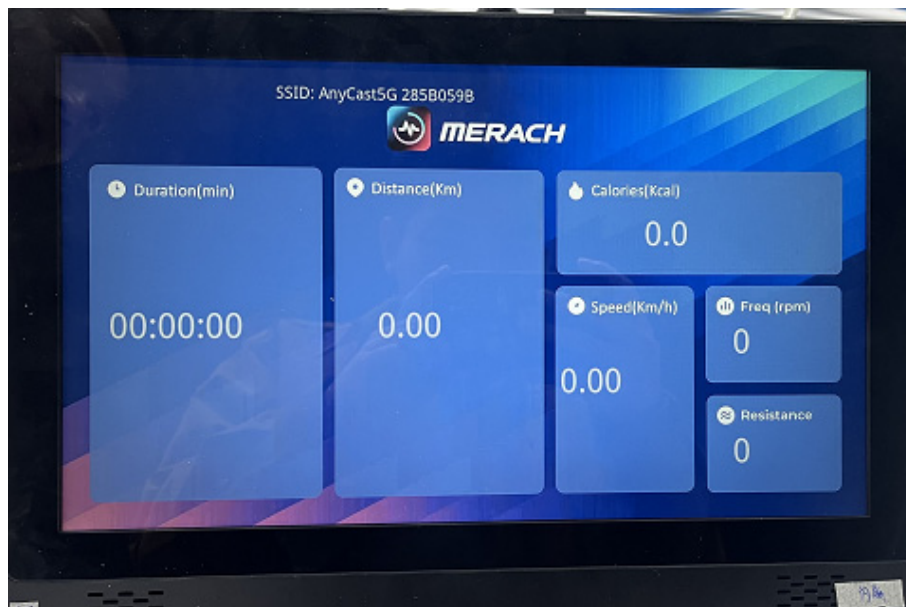 SSID: AnyCast5G 285B059B
MERACH
Duration(min)
00:00:00
Distance(Km)
0.00
Calories(Kcal)
0.0
Speed(Km/h)
0.00
Freq (rpm)
0
Resistance
0